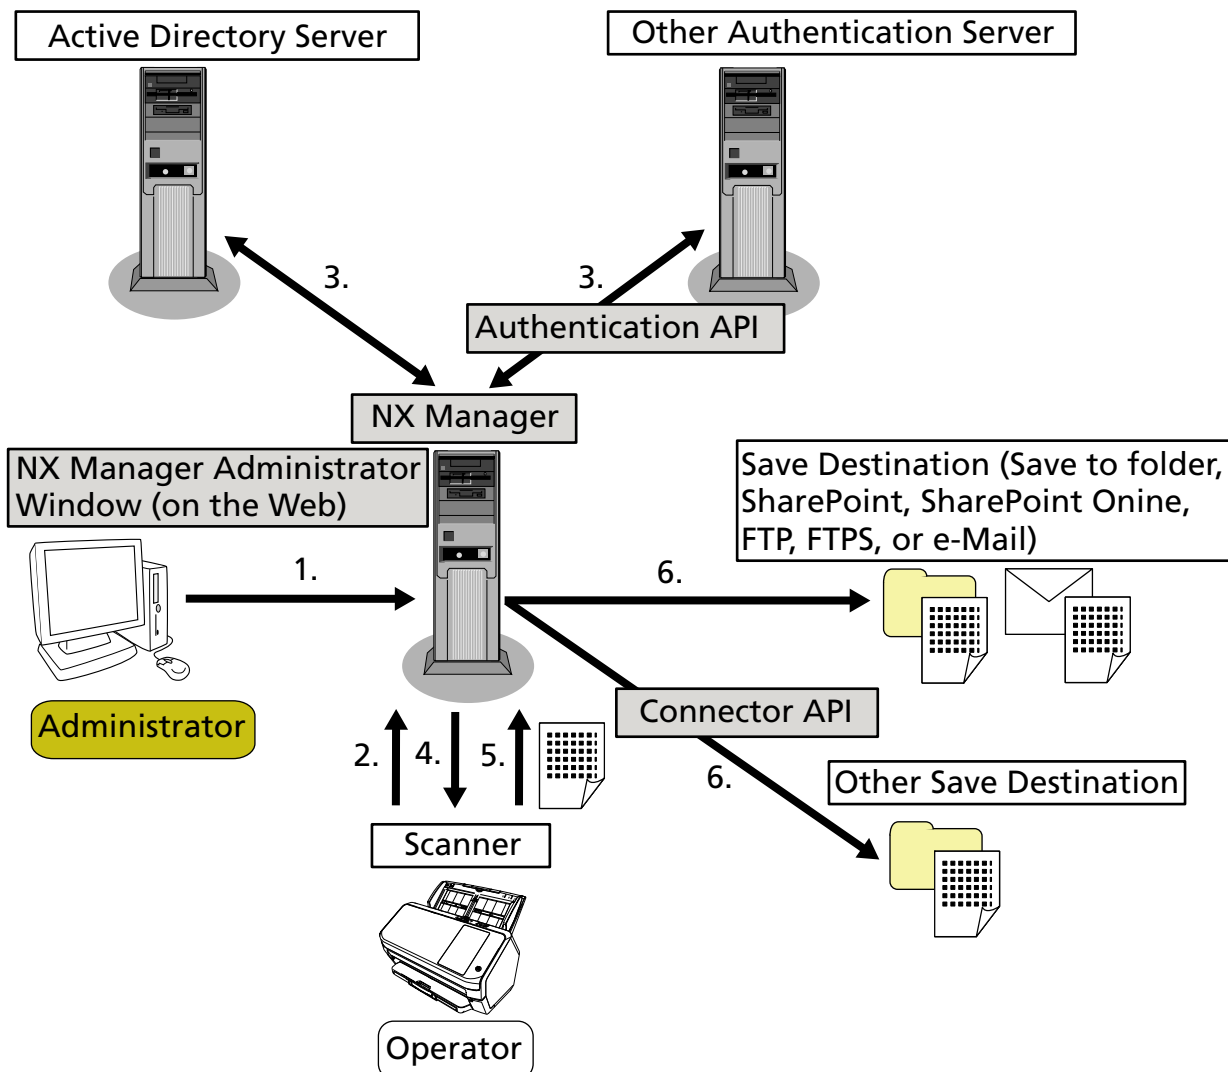 Active Directory Server
Other Authentication Server
3.
3.
Authentication API
NX Manager
NX Manager Administrator
Window (on the Web)
Save Destination (Save to folder,
SharePoint, SharePoint Onine,
FTP, FTPS, or e-Mail)
1.
6.
Administrator
Connector API
2.
4.
5.
6.
Other Save Destination
Scanner
Operator